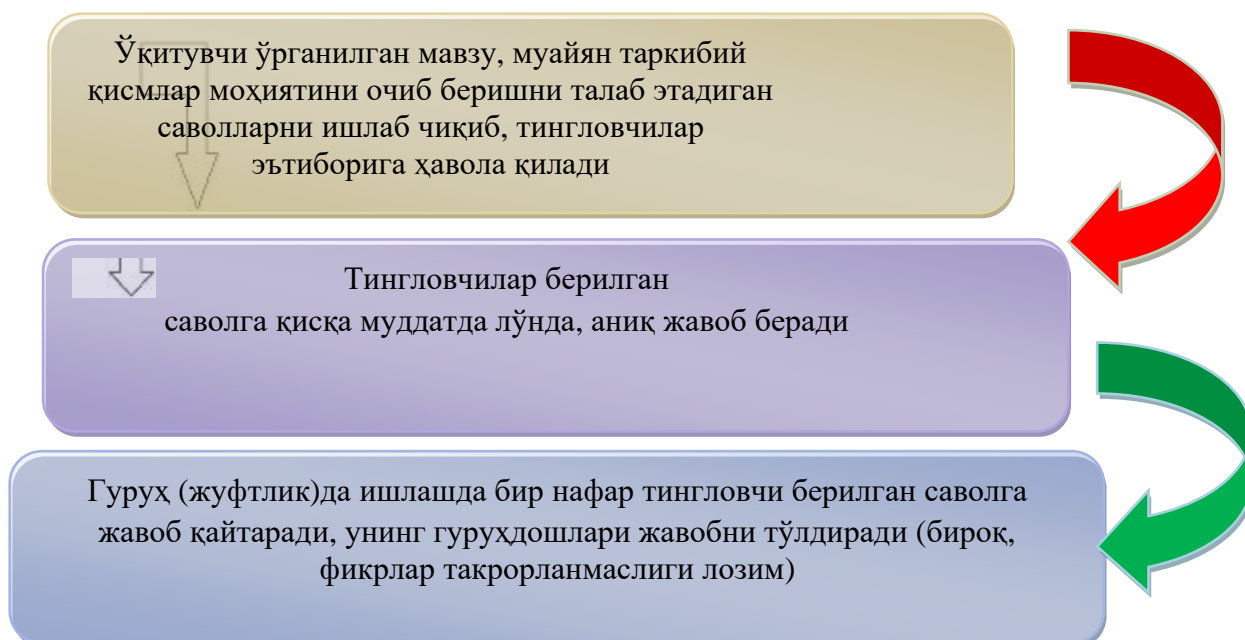 Ўқитувчи ўрганилган мавзу, муайян таркибий
қисмлар моҳиятини очиб беришни талаб этадиган
саволларни ишлаб чиқиб, тингловчилар
эътиборига ҳавола қилади
Тингловчилар берилган
саволга қисқа муддатда лўнда, аниқ жавоб беради
Гуруҳ (жуфтлик)да ишлашда бир нафар тингловчи берилган саволга
жавоб қайтаради, унинг гуруҳдошлари жавобни тўлдиради (бироқ,
фикрлар такрорланмаслиги лозим)